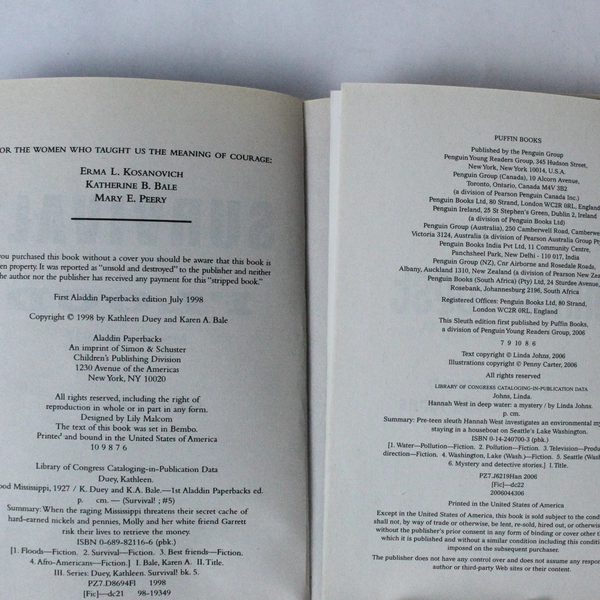 OR THE WOMEN WHO TAUGHT US THE MEANING OF COURAGE:
ERMA L. KOSANOVICH
KATHERINE B. BALE
MARY E. PEERY
you purchased this book without a cover you should be aware that this book is
en property. It was reported as "unsold and destroyed" to the publisher and neither
he author nor the publisher has received any payment for this "stripped book."
First Aladdin Paperbacks edition July 1998
Copyright © 1998 by Kathleen Duey and Karen A. Bale
Aladdin Paperbacks
An imprint of Simon & Schuster
Children's Publishing Division
1230 Avenue of the Americas
New York, NY 10020
All rights reserved, including the right of
reproduction in whole or in part in any form.
Designed by Lily Malcom
The text of this book was set in Bembo.
Printed and bound in the United States of America
10 9 8 7 6
Library of Congress Cataloging-in-Publication Data
Duey, Kathleen.
ood Mississippi, 1927 / K. Duey and K.A. Bale.—1st Aladdin Paperbacks ed.
p. cm. — (Survival! ; #5)
Summary: When the raging Mississippi threatens their secret cache of
hard-earned nickels and pennies, Molly and her white friend Garrett
risk their lives to retrieve the money.
ISBN 0-689-82116-6 (pbk.)
[1. Floods—Fiction. 2. Survival—Fiction. 3. Best friends—Fiction.
4. Afro-Americans—Fiction.] I. Bale, Karen A. II. Title.
III. Series: Duey, Kathleen. Survival! bk. 5.
PZ7.D8694Fl 1998
[Fic]—dc21 98-19349
PUFFIN BOOKS
Published by the Penguin Group
Penguin Young Readers Group, 345 Hudson Street,
New York, New York 10014, U.S.A.
Penguin Group (Canada), 10 Alcorn Avenue,
Toronto, Ontario, Canada M4V 3B2
(a division of Pearson Penguin Canada Inc.)
Penguin Books Ltd, 80 Strand, London WC2R 0RL, England
Penguin Ireland, 25 St Stephen's Green, Dublin 2, Ireland
(a division of Penguin Books Ltd)
Penguin Group (Australia), 250 Camberwell Road, Camberwe
Victoria 3124, Australia (a division of Pearson Australia Group Pty
Penguin Books India Pvt Ltd, 11 Community Centre,
Panchsheel Park, New Delhi - 110 017, India
Penguin Group (NZ), Cnr Airborne and Rosedale Roads,
Albany, Auckland 1310, New Zealand (a division of Pearson New Zea
Penguin Books (South Africa) (Pty) Ltd, 24 Sturdee Avenue,
Rosebank, Johannesburg 2196, South Africa
Registered Offices: Penguin Books Ltd, 80 Strand,
London WC2R 0RL, England
This Sleuth edition first published by Puffin Books,
a division of Penguin Young Readers Group, 2006
7 9 10 8 6
Text copyright © Linda Johns, 2006
Illustrations copyright © Penny Carter, 2006
All rights reserved
LIBRARY OF CONGRESS CATALOGING-IN-PUBLICATION DATA
Johns, Linda.
Hannah West in deep water: a mystery / by Linda Johns.
p. cm.
Summary: Pre-teen sleuth Hannah West investigates an environmental my
staying in a houseboat on Seattle's Lake Washington.
ISBN 0-14-240700-3 (pbk.)
[1. Water—Pollution—Fiction. 2. Pollution—Fiction. 3. Television—Produ
direction—Fiction. 4. Washington, Lake (Wash.)—Fiction. 5. Seattle (Wash
6. Mystery and detective stories.] I. Title.
PZ7.J6219Han 2006
[Fic]—dc22
2006044306
Printed in the United States of America
Except in the United States of America, this book is sold subject to the cond
shall not, by way of trade or otherwise, be lent, re-sold, hired out, or otherwi
without the publisher's prior consent in any form of binding or cover other t
which it is published and without a similar condition including this conditi
imposed on the subsequent purchaser.
The publisher does not have any control over and does not assume any respon
author or third-party Web sites or their content.